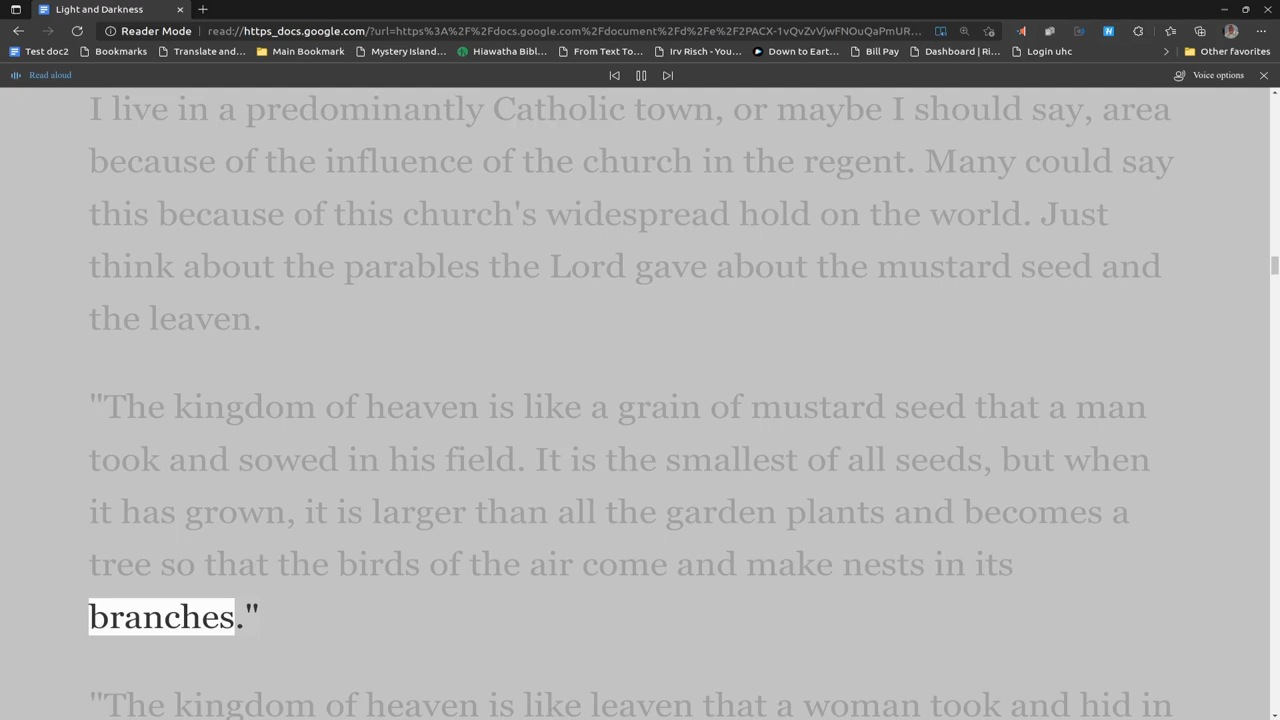 Light and Darkness
Reader Mode read://https_docs.google.com/?url=https%3A%2F%2Fdocs.google.com%2Fdocument%2Fd%2Fe%2F2PACX-1vQvZvVjwFNOuQaPmUR...
Test doc2 Bookmarks Translate and... Main Bookmark Mystery Island... Hiawatha Bibl... From Text To... Irv Risch - You... Down to Eart... Bill Pay Dashboard | Ri... Login uhc Other favorites
Read aloud Voice options
I live in a predominantly Catholic town, or maybe I should say, area
because of the influence of the church in the regent. Many could say
this because of this church's widespread hold on the world. Just
think about the parables the Lord gave about the mustard seed and
the leaven.
"The kingdom of heaven is like a grain of mustard seed that a man
took and sowed in his field. It is the smallest of all seeds, but when
it has grown, it is larger than all the garden plants and becomes a
tree so that the birds of the air come and make nests in its
branches."
"The kingdom of heaven is like leaven that a woman took and hid in